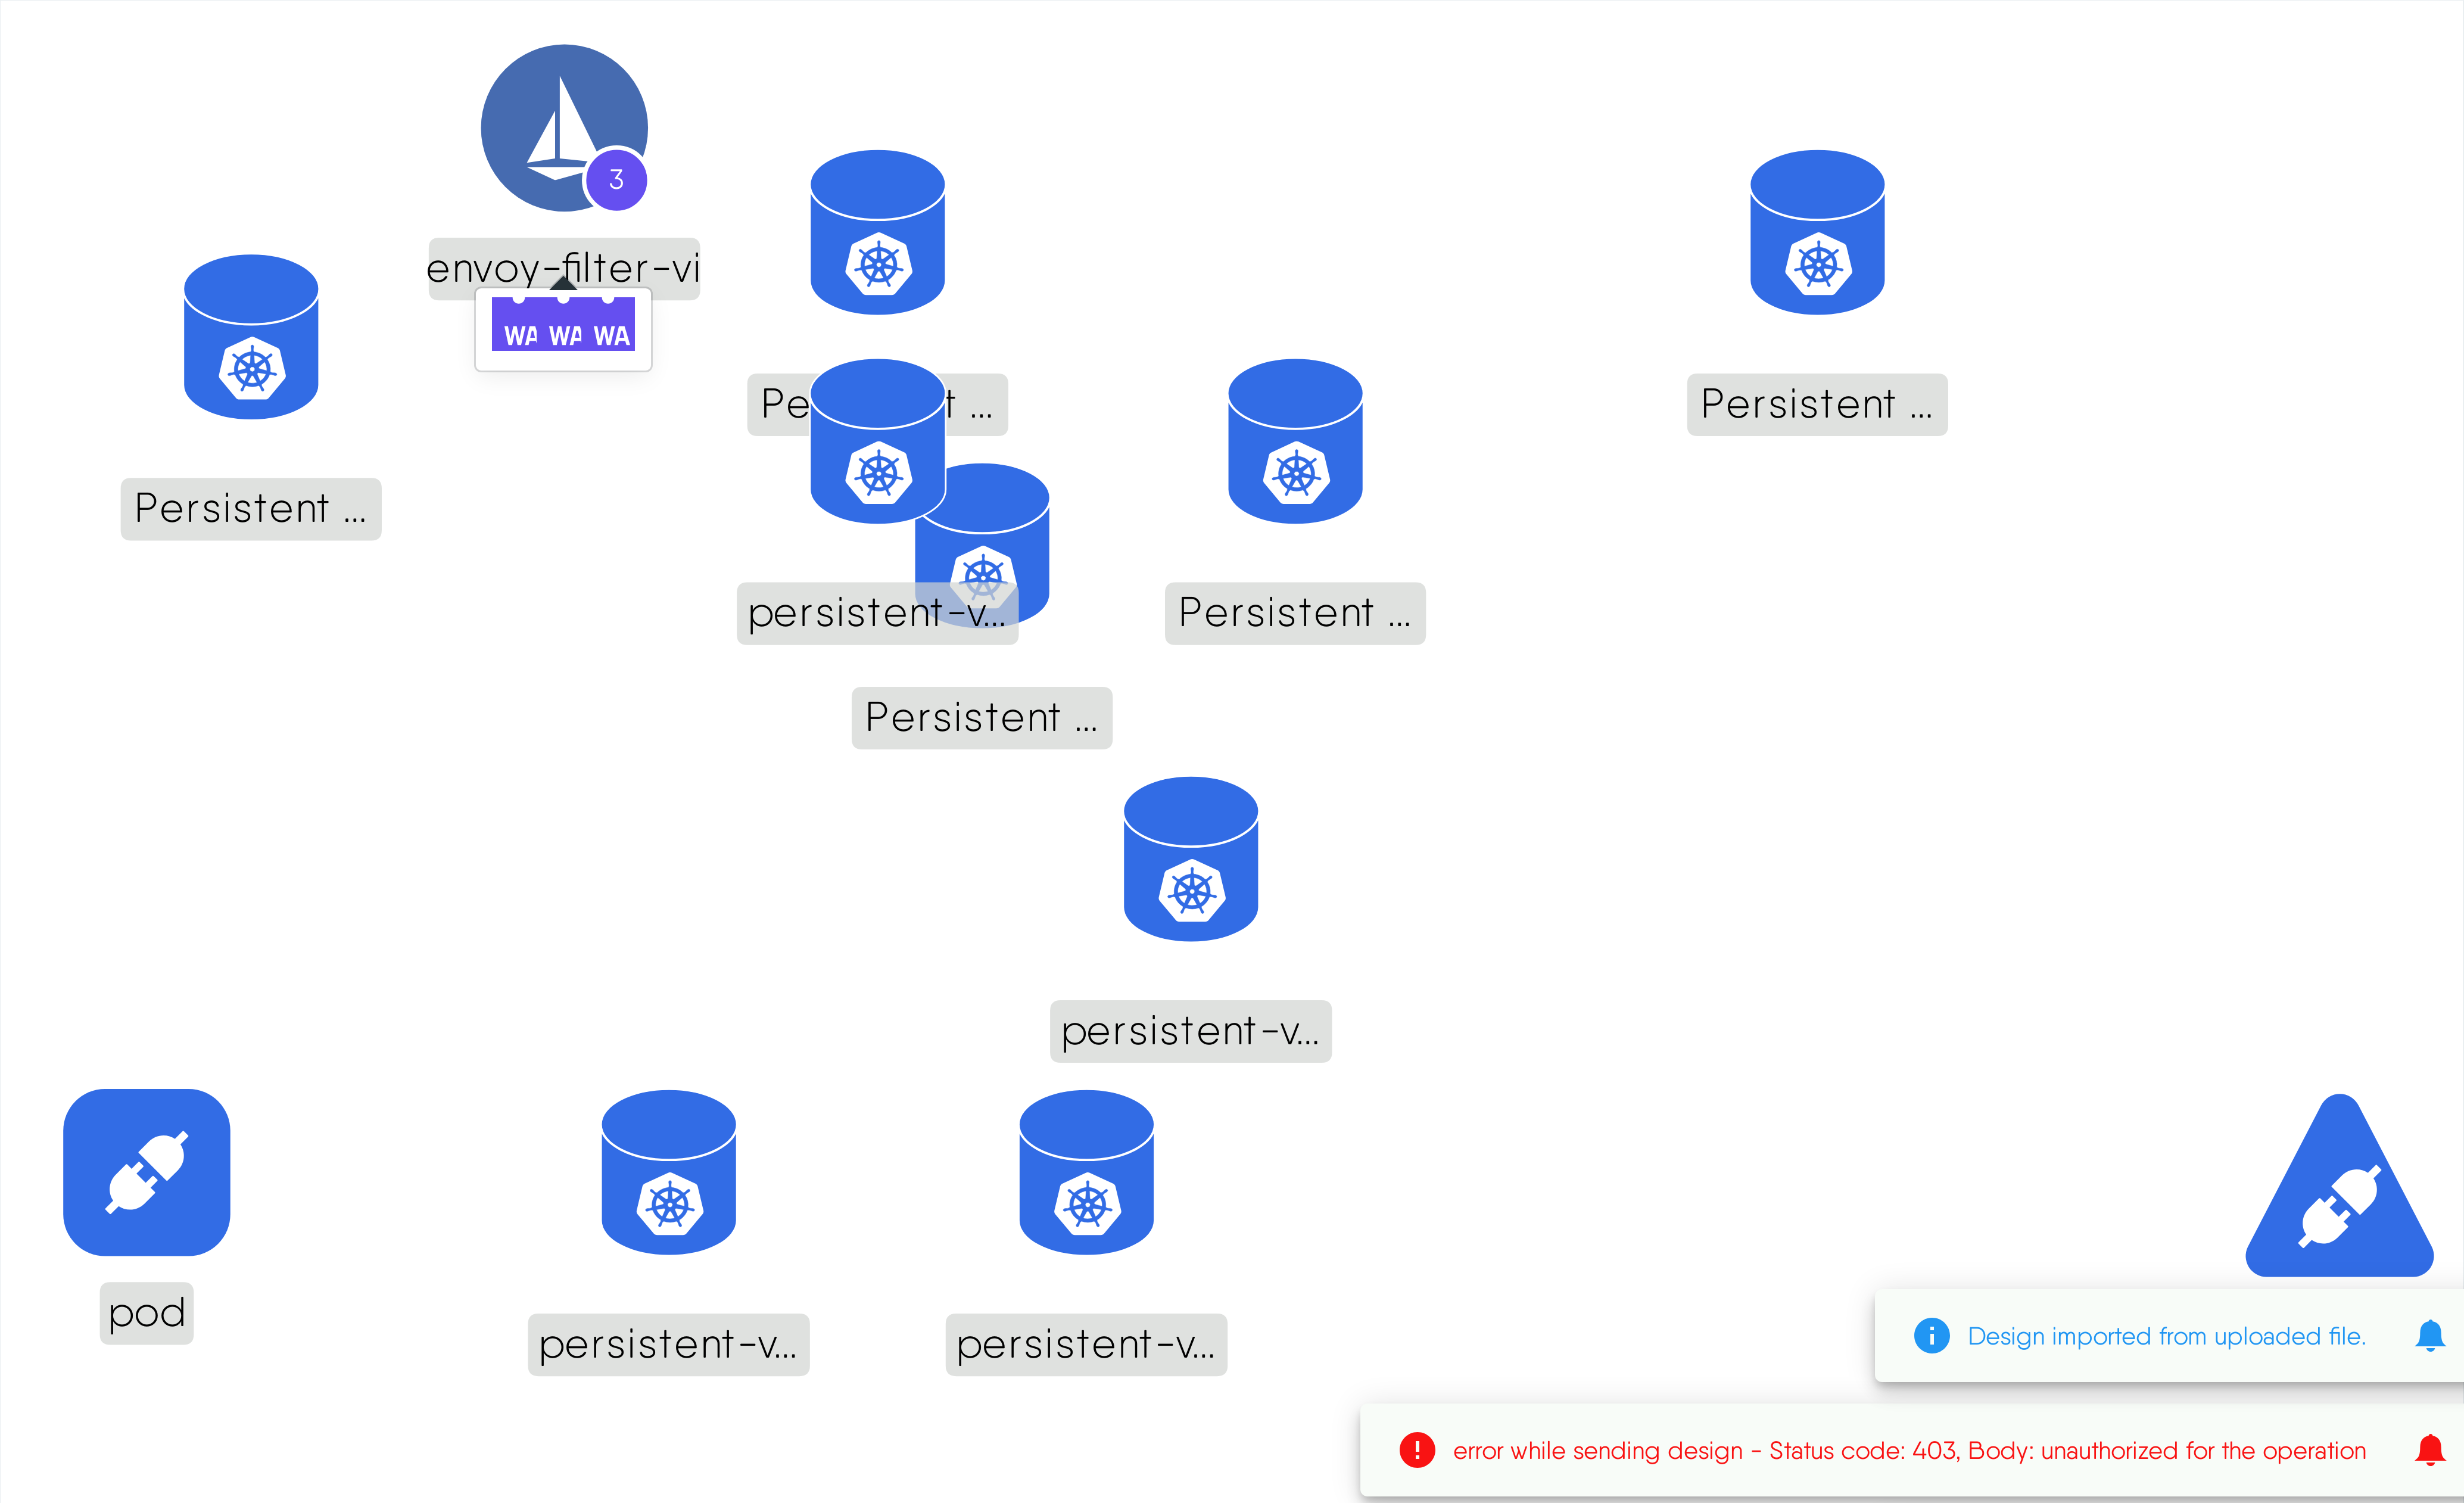 3
envoy-filter-vi
WA WA WA
Persistent ...
Pe t ...
Persistent ...
persistent-v...
Persistent ...
Persistent ...
persistent-v...
pod
persistent-v...
persistent-v...
Design imported from uploaded file.
error while sending design - Status code: 403, Body: unauthorized for the operation